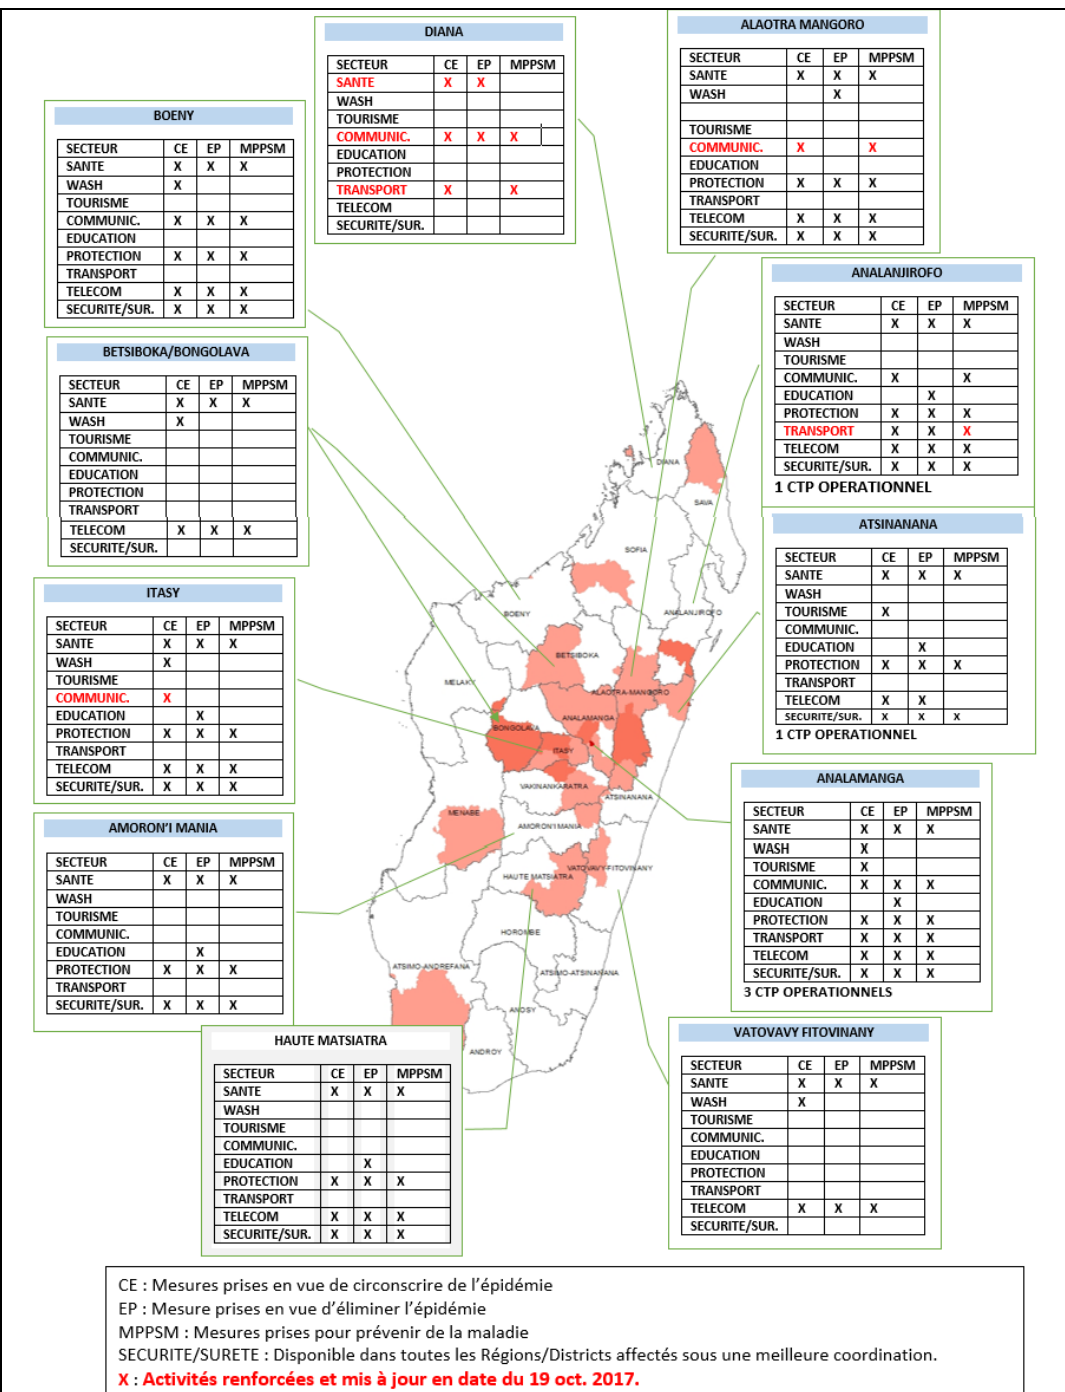 DIANA
SECTEUR CE EP MPPSM
SANTE X X
WASH
TOURISME
COMMUNIC. X X X
EDUCATION
PROTECTION
TRANSPORT X X
TELECOM
SECURITE/SUR.
ALAOTRA MANGORO
SECTEUR CE EP MPPSM
SANTE X X X
WASH X
TOURISME
COMMUNIC. X X
EDUCATION
PROTECTION X X X
TRANSPORT
TELECOM X X X
SECURITE/SUR. X X X
BOENY
SECTEUR CE EP MPPSM
SANTE X X X
WASH X
TOURISME
COMMUNIC. X X X
EDUCATION
PROTECTION X X X
TRANSPORT
TELECOM X X X
SECURITE/SUR. X X X
ANALANJIROFO
SECTEUR CE EP MPPSM
SANTE X X X
WASH
TOURISME
COMMUNIC. X X
EDUCATION X
PROTECTION X X X
TRANSPORT X X X
TELECOM X X X
SECURITE/SUR. X X X
1 CTP OPERATIONNEL
BETSIBOKA/BONGOLAVA
SECTEUR CE EP MPPSM
SANTE X X X
WASH X
TOURISME
COMMUNIC.
EDUCATION
PROTECTION
TRANSPORT
TELECOM X X X
SECURITE/SUR.
ATSINANANA
SECTEUR CE EP MPPSM
SANTE X X X
WASH
TOURISME X
COMMUNIC.
EDUCATION X
PROTECTION X X X
TRANSPORT
TELECOM X X
SECURITE/SUR. X X X
1 CTP OPERATIONNEL
ITASY
SECTEUR CE EP MPPSM
SANTE X X X
WASH X
TOURISME
COMMUNIC. X
EDUCATION X
PROTECTION X X X
TRANSPORT
TELECOM X X X
SECURITE/SUR. X X X
ANALAMANGA
SECTEUR CE EP MPPSM
SANTE X X X
WASH X
TOURISME X
COMMUNIC. X X X
EDUCATION X
PROTECTION X X X
TRANSPORT X X X
TELECOM X X X
SECURITE/SUR. X X X
3 CTP OPERATIONNELS
AMORON'I MANIA
SECTEUR CE EP MPPSM
SANTE X X X
WASH
TOURISME
COMMUNIC.
EDUCATION X
PROTECTION X X X
TRANSPORT
SECURITE/SUR. X X X
HAUTE MATSIATRA
SECTEUR CE EP MPPSM
SANTE X X X
WASH
TOURISME
COMMUNIC.
EDUCATION X
PROTECTION X X X
TRANSPORT
TELECOM X X X
SECURITE/SUR. X X X
VATOVAVY FITOVINANY
SECTEUR CE EP MPPSM
SANTE X X X
WASH X
TOURISME
COMMUNIC.
EDUCATION
PROTECTION
TRANSPORT
TELECOM X X X
SECURITE/SUR.
DIANA
SAVA
SOFIA
BOENY
ANALANJIROFO
BETSIBOKA
MELAKY
ALAOTRA-MANGORO
ANALAMANGA
BONGOLAVA
ITASY
VAKINANKARATRA
ATSINANANA
MENABE
AMORON'I MANIA
VATOVAVY-FITOVINANY
HAUTE MATSIATRA
HOROMBE
ATSIMO-ANDREFANA
ATSIMO-ATSINANANA
ANOSY
ANDROY
CE : Mesures prises en vue de circonscrire de l'épidémie
EP : Mesure prises en vue d'éliminer l'épidémie
MPPSM : Mesures prises pour prévenir de la maladie
SECURITE/SURETE : Disponible dans toutes les Régions/Districts affectés sous une meilleure coordination.
X : Activités renforcées et mis à jour en date du 19 oct. 2017.